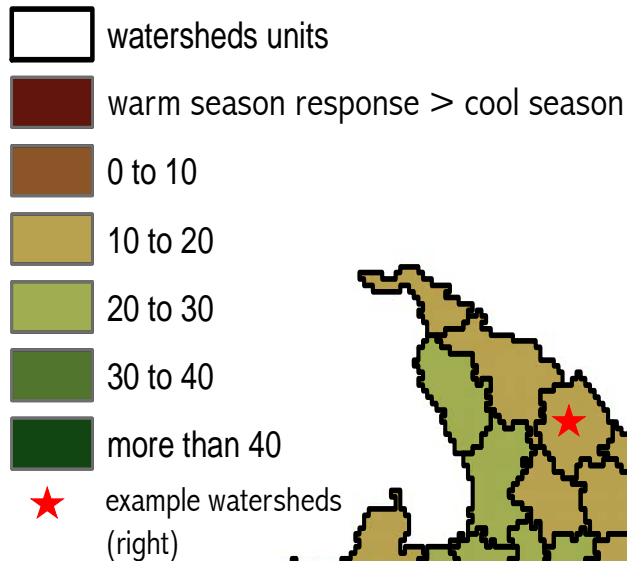 watersheds units
warm season response > cool season
0 to 10
10 to 20
20 to 30
30 to 40
more than 40
example watersheds
(right)